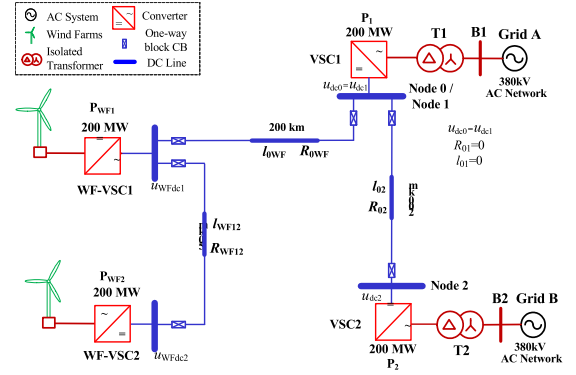 AC System
Wind Farms
Isolated
Transformer
Converter
One-way
block CB
DC Line
P1
200 MW
VSC1
T1
B1
Grid A
380kV
AC Network
udc0=udc1
Node 0 /
Node 1
udc0=udc1
R01=0
l01=0
PWF1
200 MW
WF-VSC1
uWFdc1
200 km
l0WF R0WF
l02
R02
lWF12
RWF12
PWF2
200 MW
WF-VSC2
uWFdc2
Node 2
udc2
VSC2
200 MW
P2
T2
B2
Grid B
380kV
AC Network